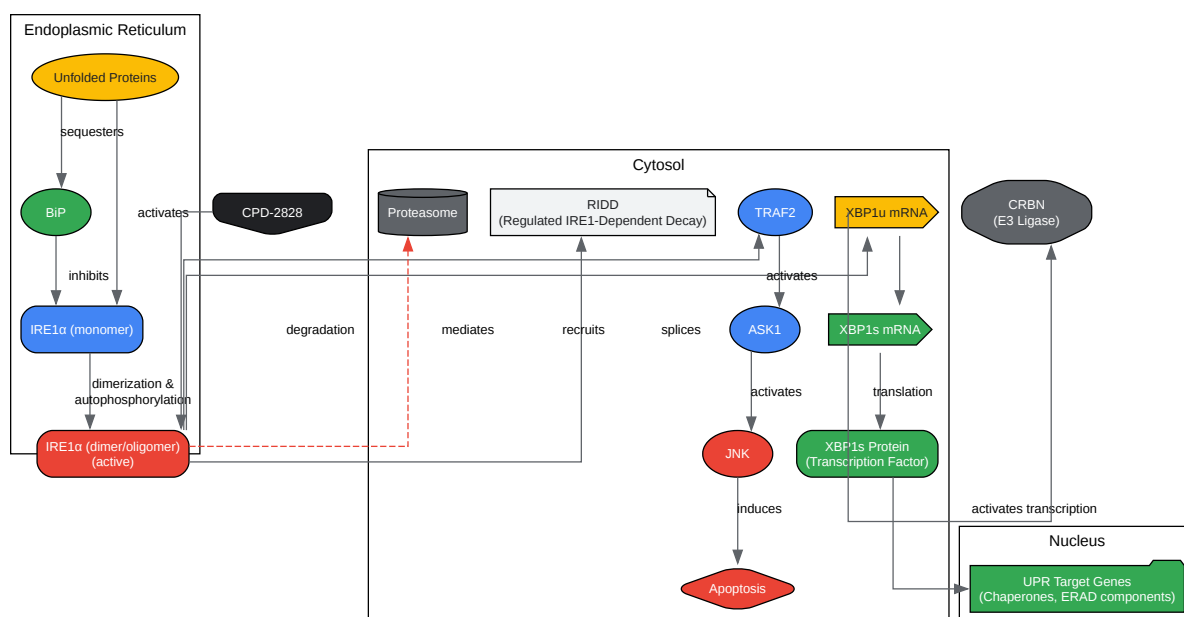 Endoplasmic Reticulum
Unfolded Proteins
sequesters
Cytosol
BiP
activates
CPD-2828
Proteasome
RIDD
(Regulated IRE1-Dependent Decay)
TRAF2
XBP1u mRNA
CRBN
(E3 Ligase)
inhibits
activates
IRE1α (monomer)
degradation
mediates
recruits
splices
ASK1
XBP1s mRNA
dimerization &
autophosphorylation
activates
translation
IRE1α (dimer/oligomer)
(active)
JNK
XBP1s Protein
(Transcription Factor)
induces
activates transcription
Nucleus
Apoptosis
UPR Target Genes
(Chaperones, ERAD components)